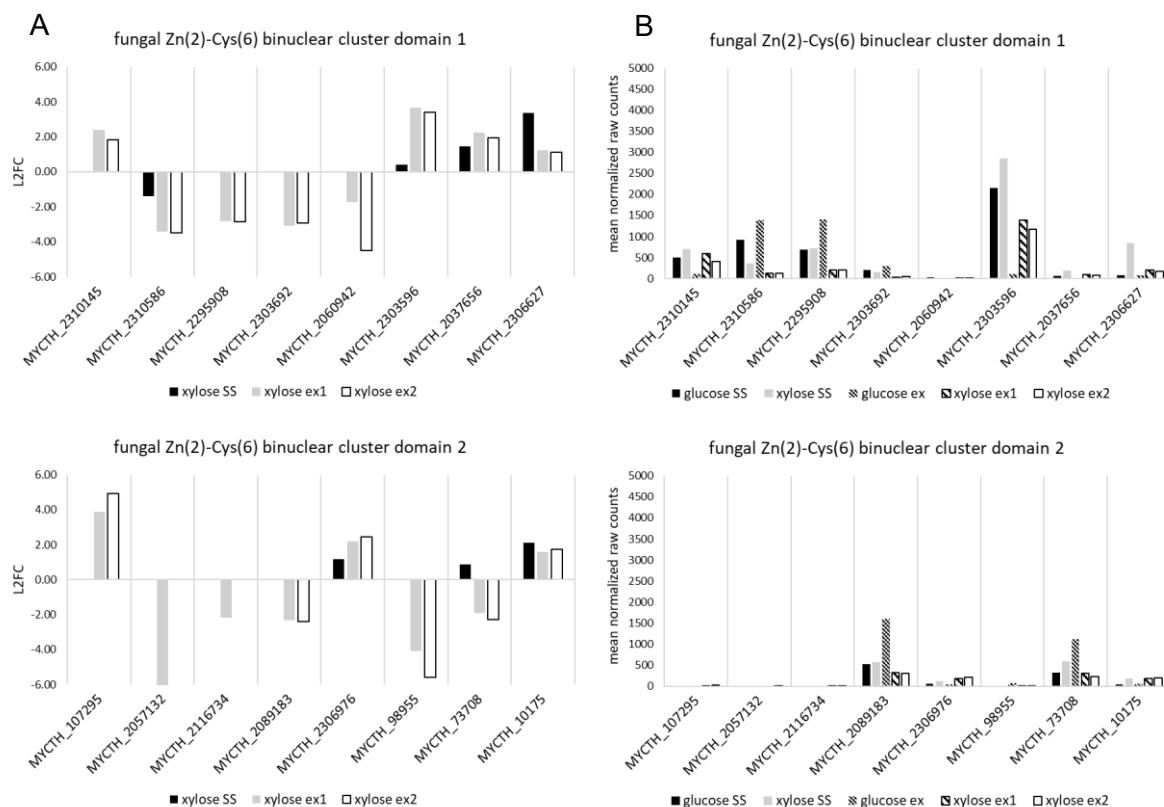 A
fungal Zn(2)-Cys(6) binuclear cluster domain 1
6.00
4.00
2.00
0.00
-2.00
-4.00
-6.00
L2FC
MYCTH_2310145
MYCTH_2310586
MYCTH_2295908
MYCTH_2303692
MYCTH_2060942
MYCTH_2303596
MYCTH_2037656
MYCTH_2306627
xylose SS xylose ex1 xylose ex2
B
fungal Zn(2)-Cys(6) binuclear cluster domain 1
5000
4500
4000
3500
3000
2500
2000
1500
1000
500
0
mean normalized raw counts
MYCTH_2310145
MYCTH_2310586
MYCTH_2295908
MYCTH_2303692
MYCTH_2060942
MYCTH_2303596
MYCTH_2037656
MYCTH_2306627
glucose SS xylose SS glucose ex xylose ex1 xylose ex2
fungal Zn(2)-Cys(6) binuclear cluster domain 2
6.00
4.00
2.00
0.00
-2.00
-4.00
-6.00
L2FC
MYCTH_107295
MYCTH_2057132
MYCTH_2116734
MYCTH_2089183
MYCTH_2306976
MYCTH_98955
MYCTH_73708
MYCTH_10175
xylose SS xylose ex1 xylose ex2
fungal Zn(2)-Cys(6) binuclear cluster domain 2
5000
4500
4000
3500
3000
2500
2000
1500
1000
500
0
mean normalized raw counts
MYCTH_107295
MYCTH_2057132
MYCTH_2116734
MYCTH_2089183
MYCTH_2306976
MYCTH_98955
MYCTH_73708
MYCTH_10175
glucose SS xylose SS glucose ex xylose ex1 xylose ex2